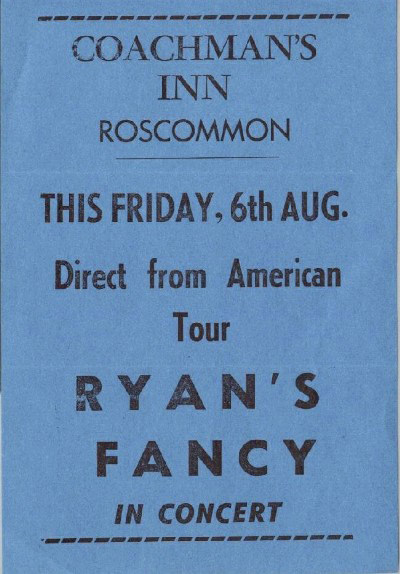 COACHMAN'S
INN
ROSCOMMON
THIS FRIDAY, 6th AUG.
Direct from American
Tour
RYAN'S
FANCY
IN CONCERT